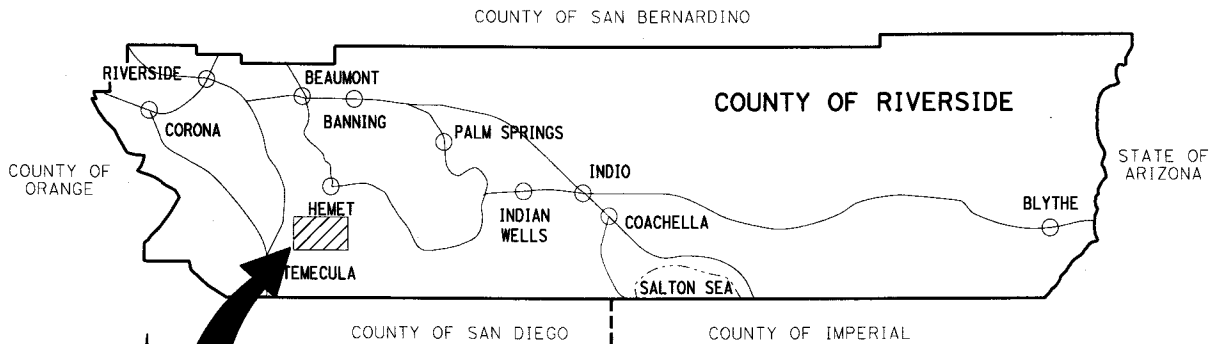 COUNTY OF SAN BERNARDINO
RIVERSIDE
BEAUMONT
COUNTY OF RIVERSIDE
BANNING
CORONA
PALM SPRINGS
COUNTY OF
ORANGE
STATE OF
ARIZONA
INDIO
HEMET
INDIAN
WELLS
COACHELLA
BLYTHE
TEMECULA
SALTON SEA
COUNTY OF SAN DIEGO
COUNTY OF IMPERIAL